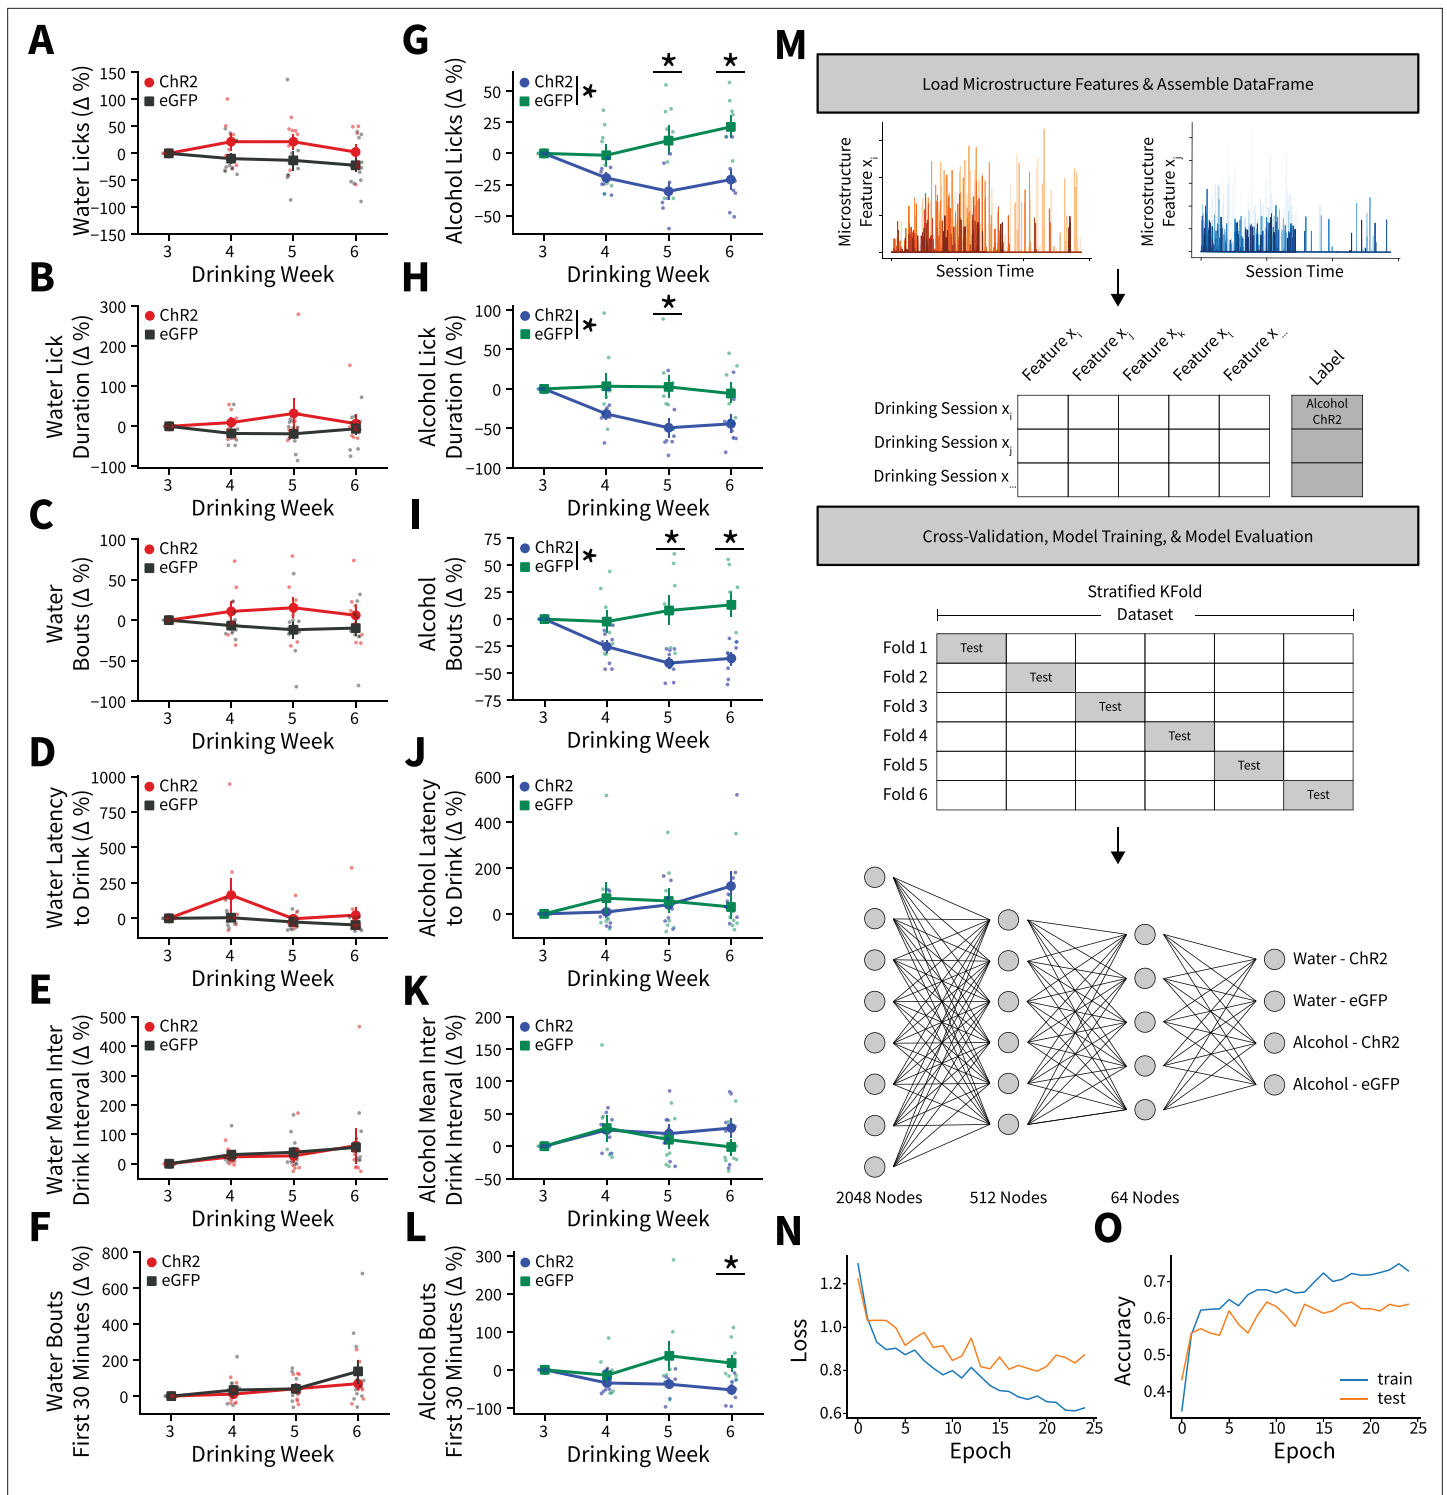 A
Water Licks (Δ %)
150
100
50
0
−50
−100
−150
ChR2
eGFP
3 4 5 6
Drinking Week
B
Water Lick
Duration (Δ %)
300
200
100
0
−100
ChR2
eGFP
3 4 5 6
Drinking Week
C
Water
Bouts (Δ %)
100
50
0
−50
−100
ChR2
eGFP
3 4 5 6
Drinking Week
D
Water Latency
to Drink (Δ %)
1000
750
500
250
0
ChR2
eGFP
3 4 5 6
Drinking Week
E
Water Mean Inter
Drink Interval (Δ %)
500
400
300
200
100
0
ChR2
eGFP
3 4 5 6
Drinking Week
F
Water Bouts
First 30 Minutes (Δ %)
800
600
400
200
0
ChR2
eGFP
3 4 5 6
Drinking Week
G
Alcohol Licks (Δ %)
50
25
0
−25
−50
ChR2
eGFP
*
* *
3 4 5 6
Drinking Week
H
Alcohol Lick
Duration (Δ %)
100
50
0
−50
−100
ChR2
eGFP
*
*
3 4 5 6
Drinking Week
I
Alcohol
Bouts (Δ %)
75
50
25
0
−25
−50
−75
ChR2
eGFP
*
* *
3 4 5 6
Drinking Week
J
Alcohol Latency
to Drink (Δ %)
600
400
200
0
ChR2
eGFP
3 4 5 6
Drinking Week
K
Alcohol Mean Inter
Drink Interval (Δ %)
200
150
100
50
0
−50
ChR2
eGFP
3 4 5 6
Drinking Week
L
Alcohol Bouts
First 30 Minutes (Δ %)
300
200
100
0
−100
ChR2
eGFP
*
3 4 5 6
Drinking Week
M
Load Microstructure Features & Assemble DataFrame
Microstructure
Feature xi
Session Time
Microstructure
Feature xj
Session Time
Feature xi
Feature xj
Feature xk
Feature xl
Feature x...
Label
Drinking Session xi
Drinking Session xj
Drinking Session x...
Alcohol
ChR2
Cross-Validation, Model Training, & Model Evaluation
Stratified KFold
Dataset
Fold 1 Test
Fold 2 Test
Fold 3 Test
Fold 4 Test
Fold 5 Test
Fold 6 Test
Water - ChR2
Water - eGFP
Alcohol - ChR2
Alcohol - eGFP
2048 Nodes 512 Nodes 64 Nodes
N
Loss
1.2
1.0
0.8
0.6
0 5 10 15 20 25
Epoch
O
Accuracy
0.7
0.6
0.5
0.4
train
test
0 5 10 15 20 25
Epoch